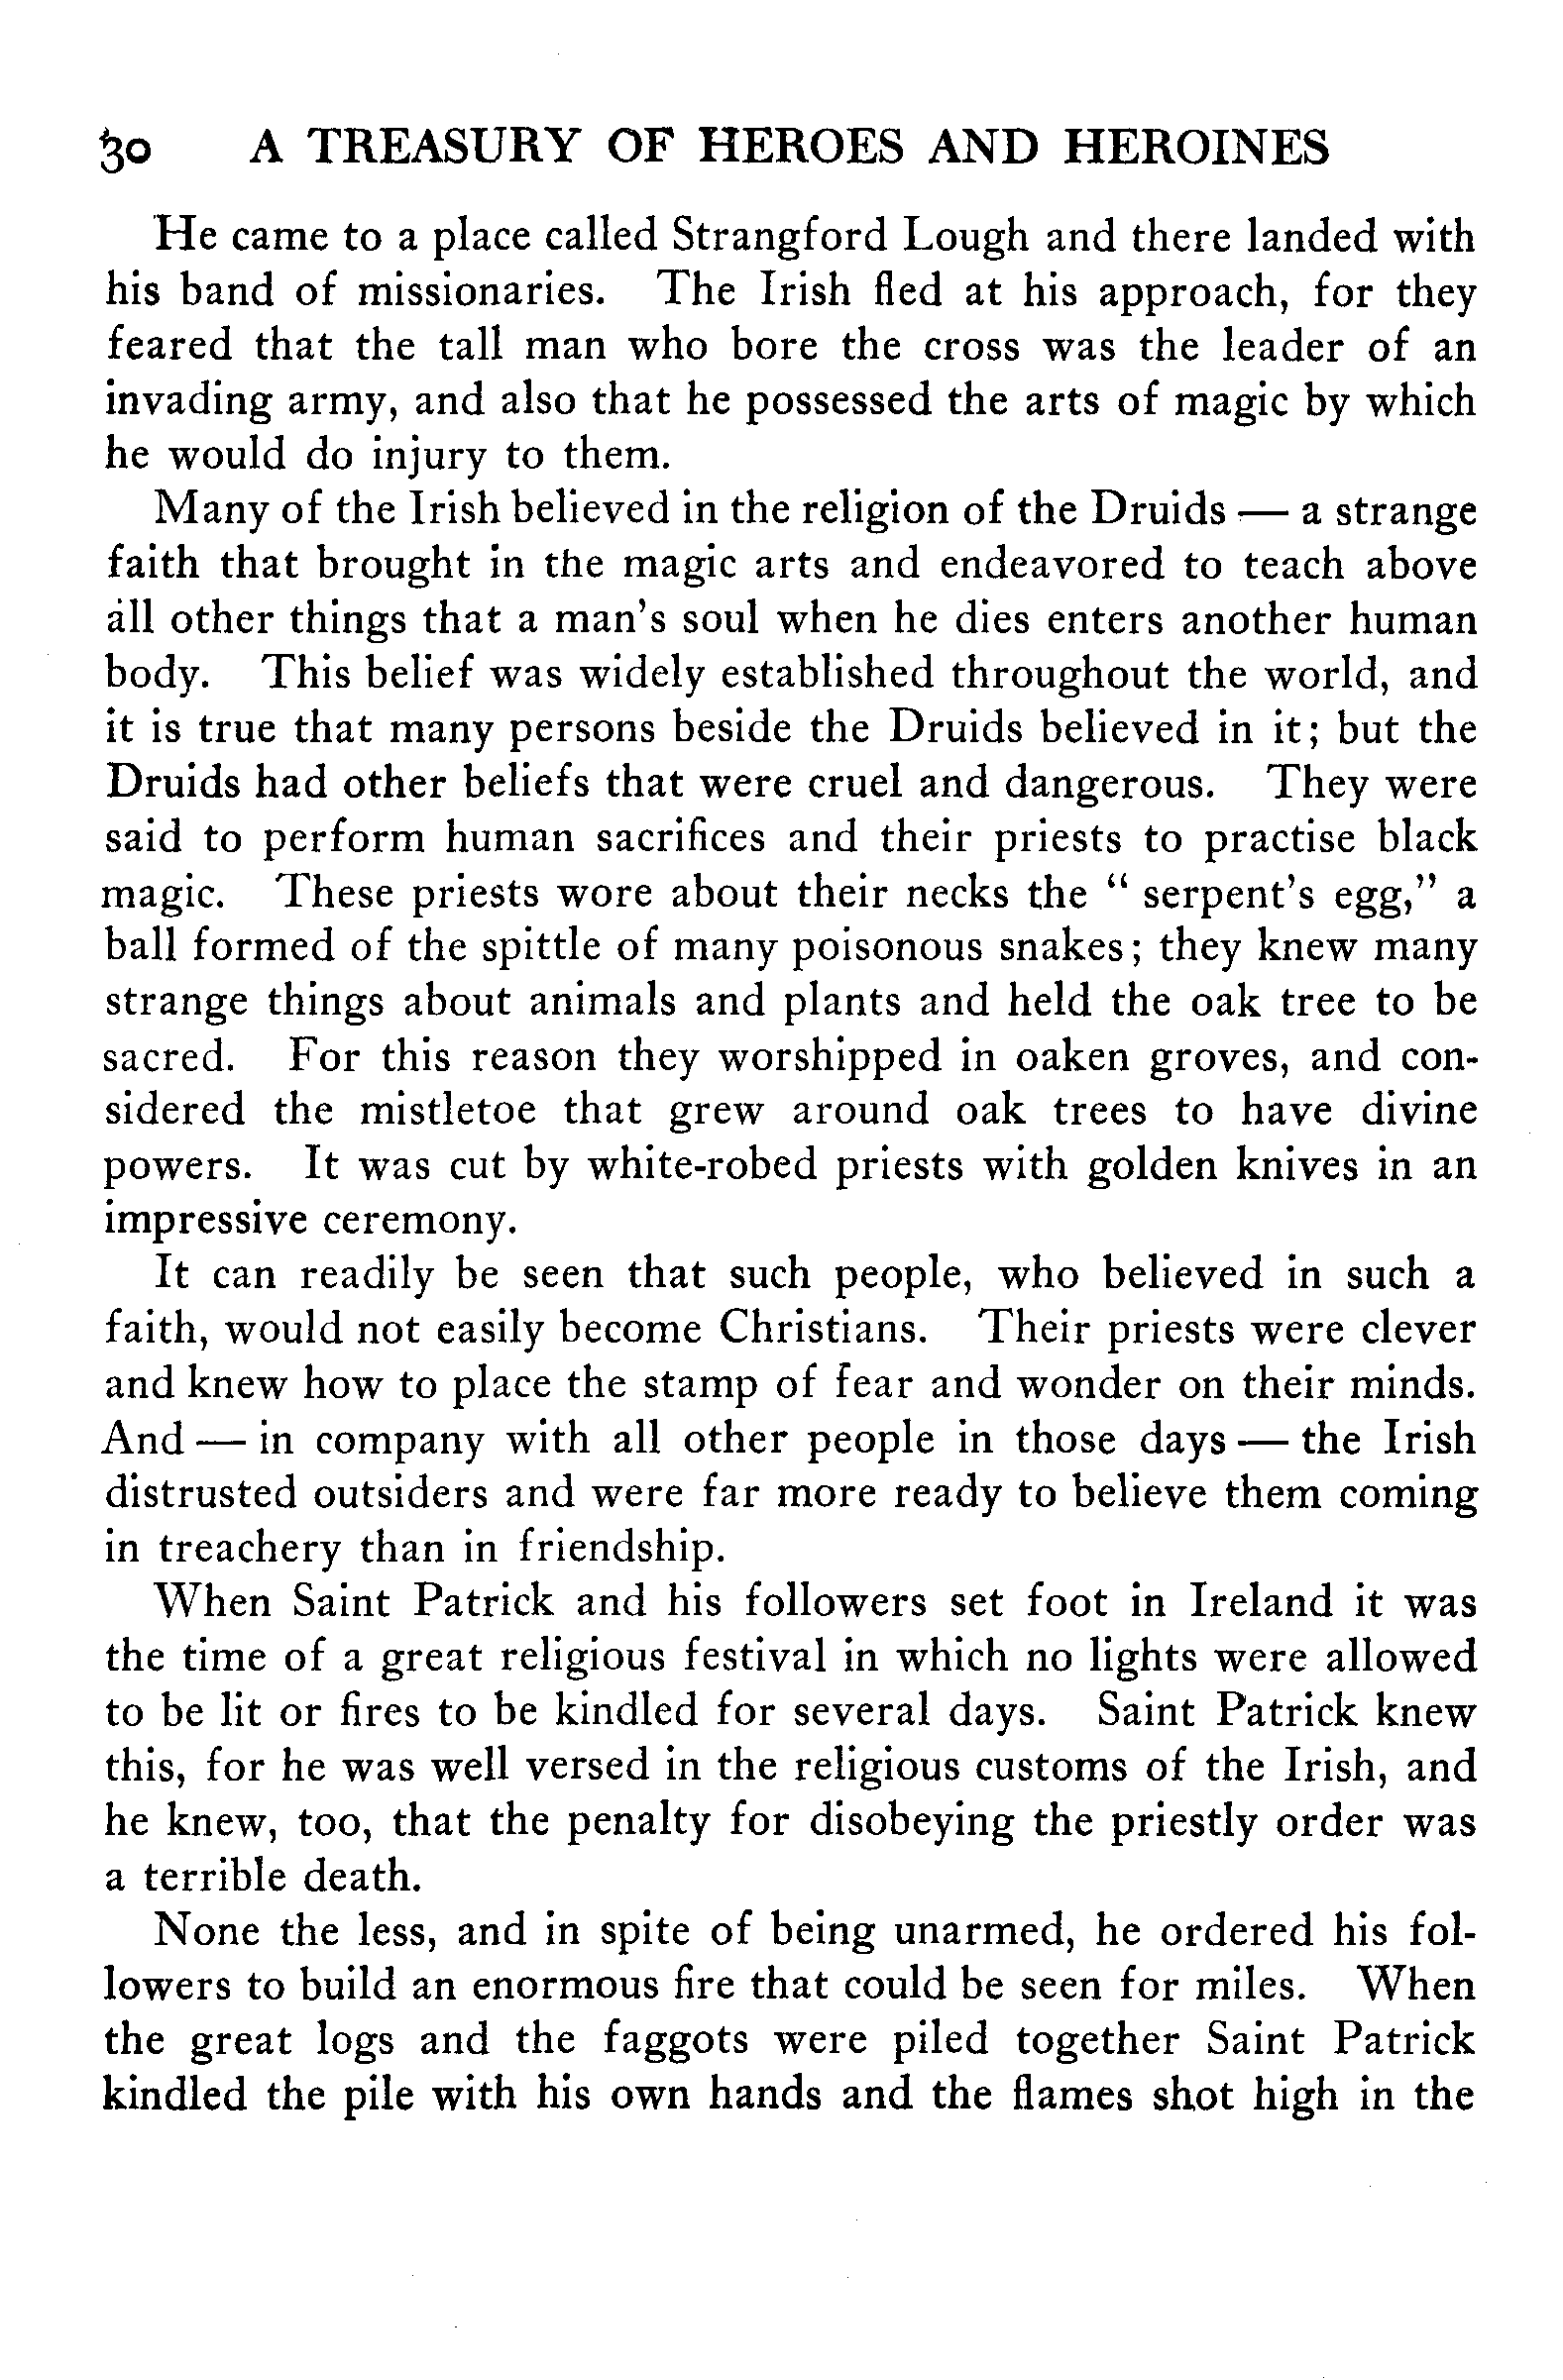 30 A TREASURY OF HEROES AND HEROINES
He came to a place called Strangford Lough and there landed with
his band of missionaries. The Irish fled at his approach, for they
feared that the tall man who bore the cross was the leader of an
invading army, and also that he possessed the arts of magic by which
he would do injury to them.
Many of the Irish believed in the religion of the Druids — a strange
faith that brought in the magic arts and endeavored to teach above
all other things that a man's soul when he dies enters another human
body. This belief was widely established throughout the world, and
it is true that many persons beside the Druids believed in it; but the
Druids had other beliefs that were cruel and dangerous. They were
said to perform human sacrifices and their priests to practise black
magic. These priests wore about their necks the " serpent's egg," a
ball formed of the spittle of many poisonous snakes; they knew many
strange things about animals and plants and held the oak tree to be
sacred. For this reason they worshipped in oaken groves, and con-
sidered the mistletoe that grew around oak trees to have divine
powers. It was cut by white-robed priests with golden knives in an
impressive ceremony.
It can readily be seen that such people, who believed in such a
faith, would not easily become Christians. Their priests were clever
and knew how to place the stamp of fear and wonder on their minds.
And — in company with all other people in those days — the Irish
distrusted outsiders and were far more ready to believe them coming
in treachery than in friendship.
When Saint Patrick and his followers set foot in Ireland it was
the time of a great religious festival in which no lights were allowed
to be lit or fires to be kindled for several days. Saint Patrick knew
this, for he was well versed in the religious customs of the Irish, and
he knew, too, that the penalty for disobeying the priestly order was
a terrible death.
None the less, and in spite of being unarmed, he ordered his fol-
lowers to build an enormous fire that could be seen for miles. When
the great logs and the faggots were piled together Saint Patrick
kindled the pile with his own hands and the flames shot high in the